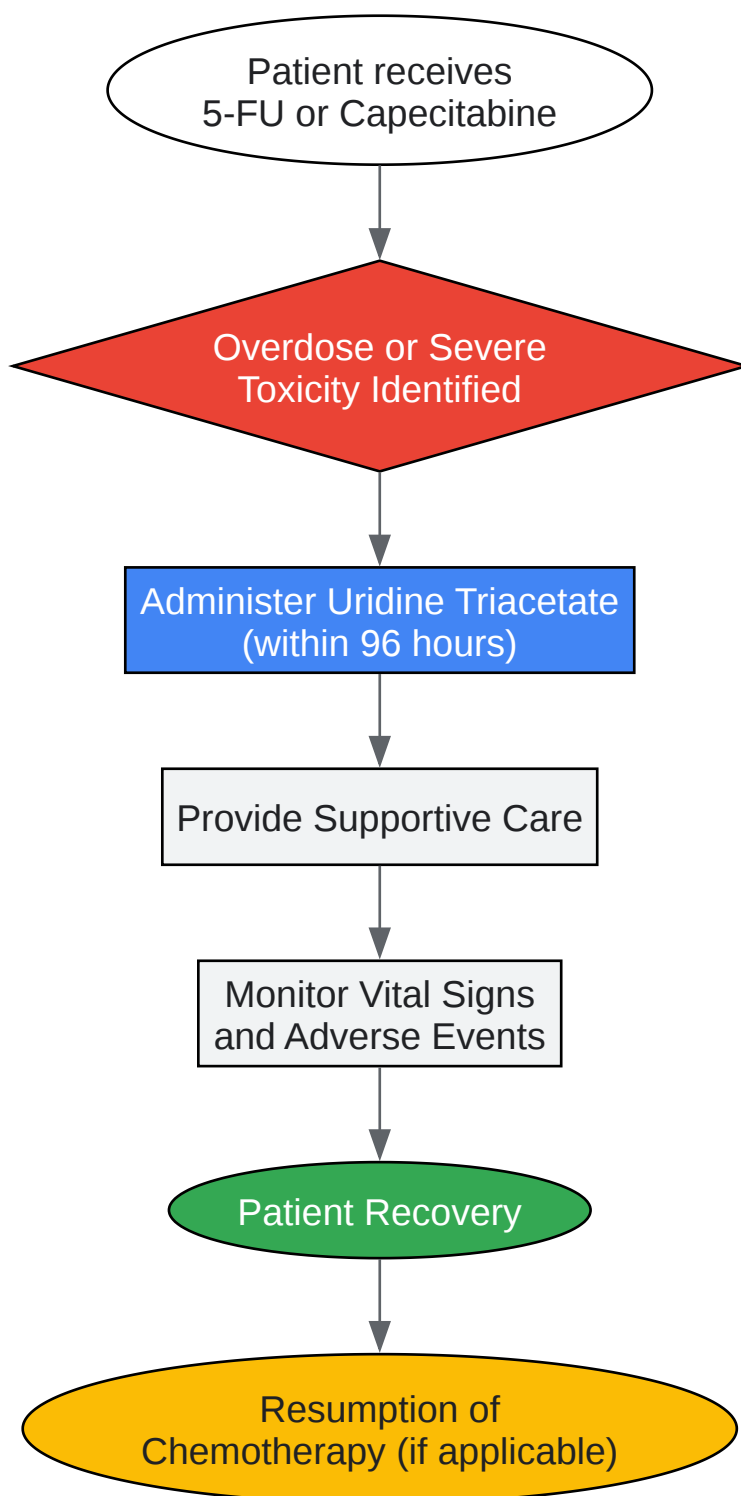 Patient receives
5-FU or Capecitabine
Overdose or Severe
Toxicity Identified
Administer Uridine Triacetate
(within 96 hours)
Provide Supportive Care
Monitor Vital Signs
and Adverse Events
Patient Recovery
Resumption of
Chemotherapy (if applicable)